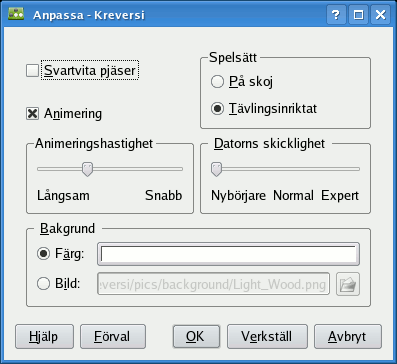 Anpassa - Kreversi
Svartvita pjäser
Animering
Spelsätt
På skoj
Tävlingsinriktat
Animeringshastighet
Långsam Snabb
Datorns skicklighet
Nybörjare Normal Expert
Bakgrund
Färg:
Bild: eversi/pics/background/Light_Wood.png
Hjälp Förval OK Verkställ Avbryt